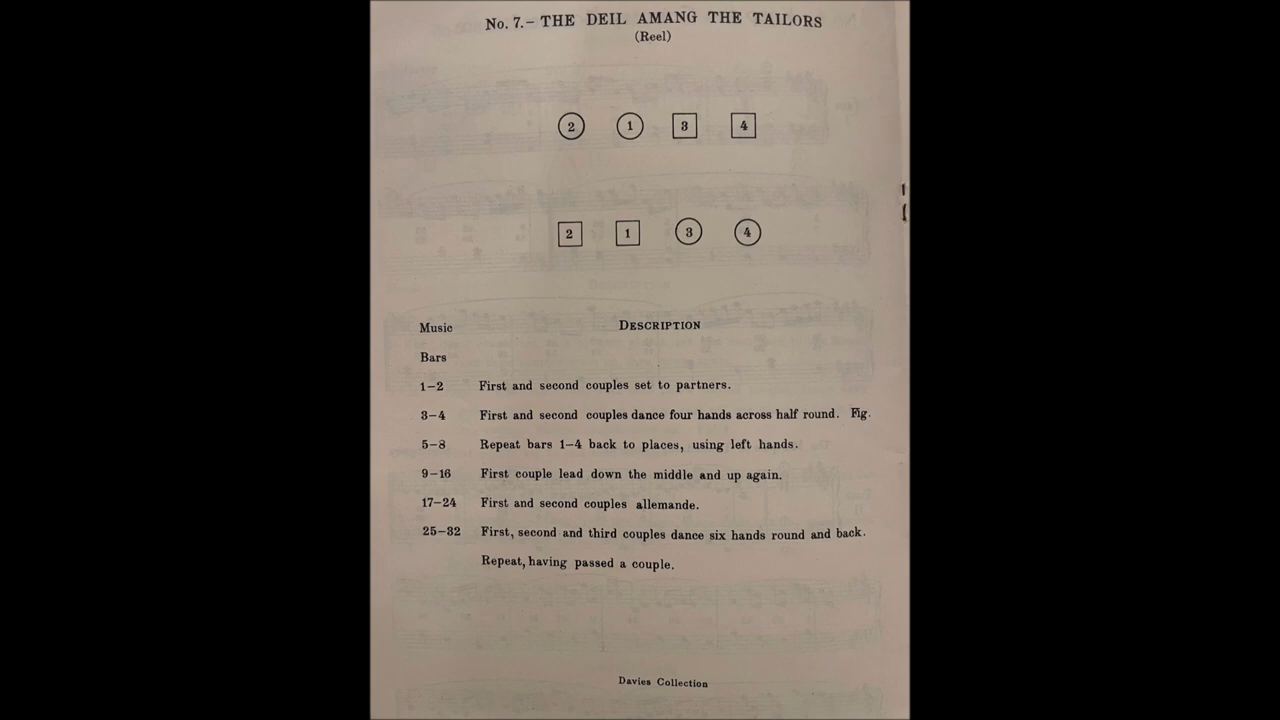 No. 7.– THE DEIL AMANG THE TAILORS
(Reel)
2 1 3 4
2 1 3 4
Music DESCRIPTION
Bars
1–2 First and second couples set to partners.
3–4 First and second couples dance four hands across half round. Fig.
5–8 Repeat bars 1–4 back to places, using left hands.
9–16 First couple lead down the middle and up again.
17–24 First and second couples allemande.
25–32 First, second and third couples dance six hands round and back.
Repeat, having passed a couple.
Davies Collection